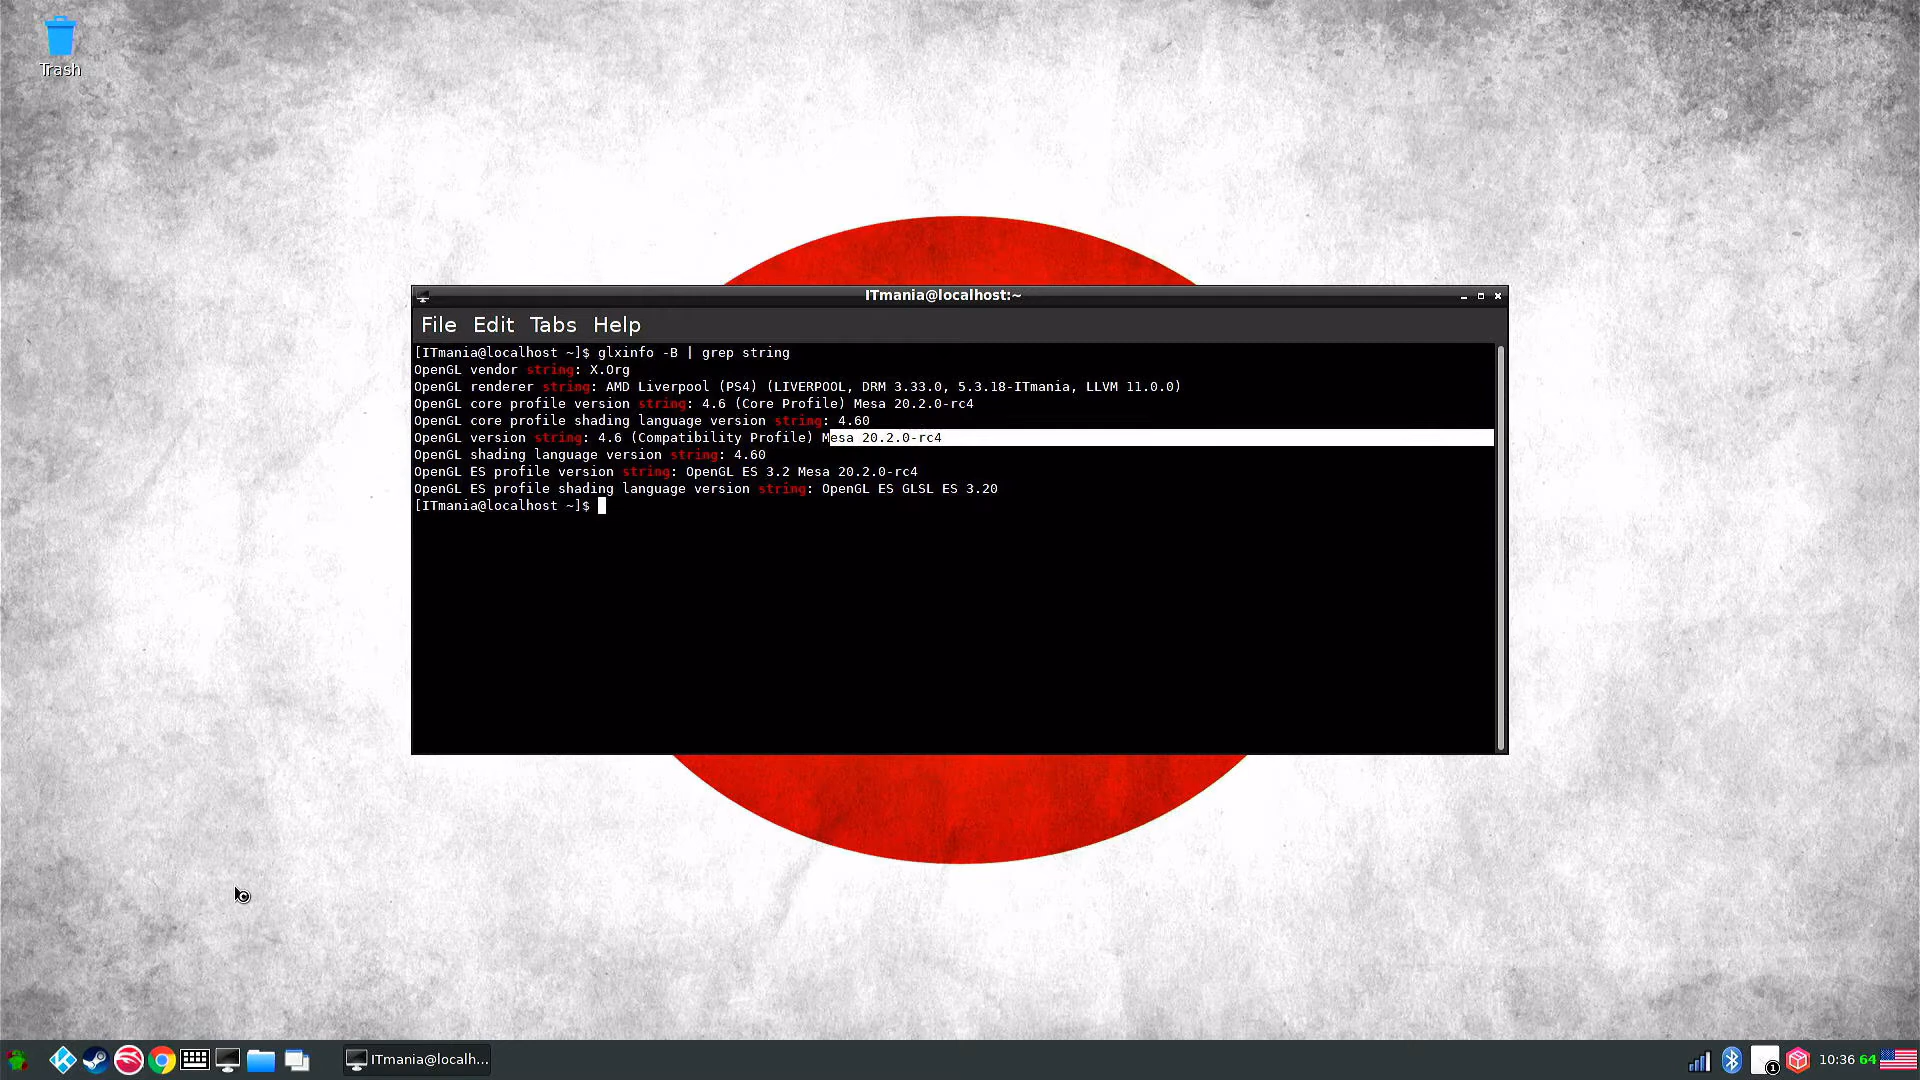 Trash
ITmania@localhost:~
File Edit Tabs Help
[ITmania@localhost ~]$ glxinfo -B | grep string
OpenGL vendor string: X.Org
OpenGL renderer string: AMD Liverpool (PS4) (LIVERPOOL, DRM 3.33.0, 5.3.18-ITmania, LLVM 11.0.0)
OpenGL core profile version string: 4.6 (Core Profile) Mesa 20.2.0-rc4
OpenGL core profile shading language version string: 4.60
OpenGL version string: 4.6 (Compatibility Profile) Mesa 20.2.0-rc4
OpenGL shading language version string: 4.60
OpenGL ES profile version string: OpenGL ES 3.2 Mesa 20.2.0-rc4
OpenGL ES profile shading language version string: OpenGL ES GLSL ES 3.20
[ITmania@localhost ~]$
ITmania@localh...
1
10:36 64